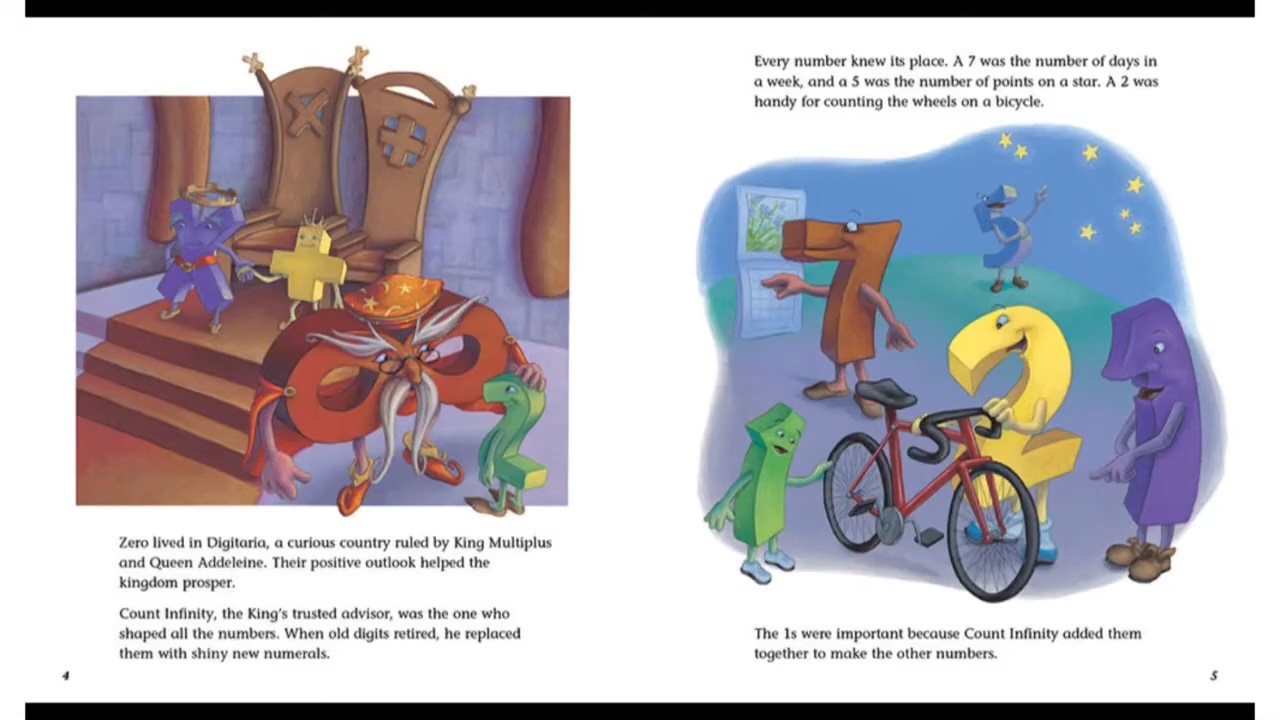 Zero lived in Digitaria, a curious country ruled by King Multiplus
and Queen Addeleine. Their positive outlook helped the
kingdom prosper.
Count Infinity, the King's trusted advisor, was the one who
shaped all the numbers. When old digits retired, he replaced
them with shiny new numerals.
4
Every number knew its place. A 7 was the number of days in
a week, and a 5 was the number of points on a star. A 2 was
handy for counting the wheels on a bicycle.
The 1s were important because Count Infinity added them
together to make the other numbers.
5